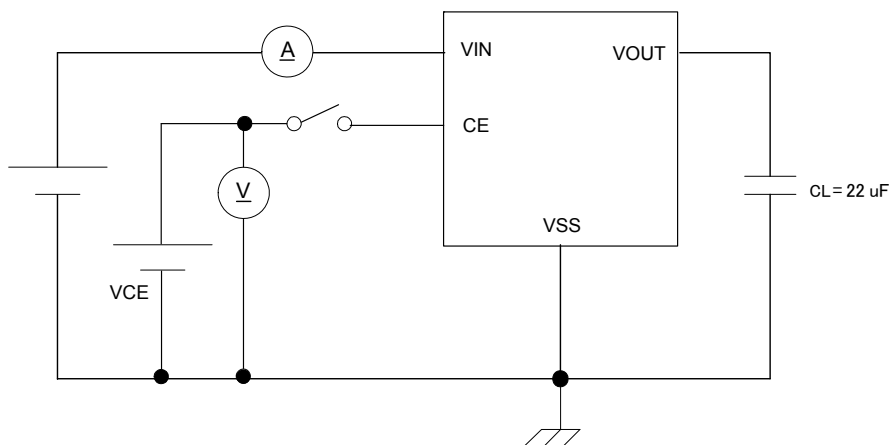 A
VIN
VOUT
CE
V
CL = 22 uF
VSS
VCE